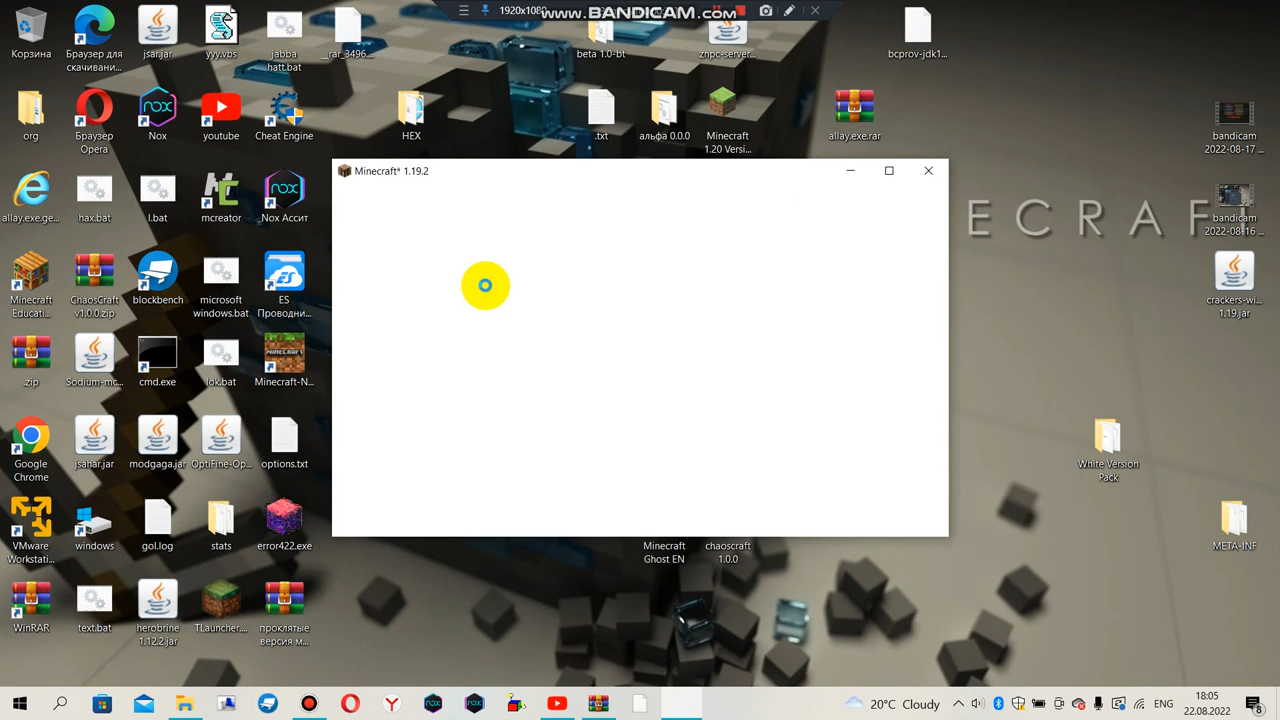 1920x1080
www.BANDICAM.com
Корзина
Браузер для скачивани...
jsar.jar
yyy.vbs
jabba hatt.bat
__rar_3496....
beta 1.0-bt
znpc-server...
bcprov-jdk1...
org
Браузер Opera
Nox
youtube
Cheat Engine
HEX
.txt
альфа 0.0.0
Minecraft 1.20 Versi...
allay.exe.rar
bandicam 2022-08-17 ...
Minecraft* 1.19.2
allay.exe.ge...
hax.bat
l.bat
mcreator
Nox Ассит
bandicam 2022-08-16 ...
ECRAF
Minecraft Educati...
ChaosCraft v1.0.0.zip
blockbench
microsoft windows.bat
ES Проводни...
crackers-wi... 1.19.jar
.zip
Sodium-mc...
cmd.exe
lok.bat
Minecraft-N...
Google Chrome
jsahar.jar
modgaga.jar
OptiFine-Op...
options.txt
White Version Pack
VMware Workstati...
windows
gol.log
stats
error422.exe
Minecraft Ghost EN
chaoscraft 1.0.0
META-INF
WinRAR
text.bat
herobrine 1.12.2.jar
TLauncher....
проклятые версия м...
20°C Cloudy
ENG
18:05
22.08.2022
8